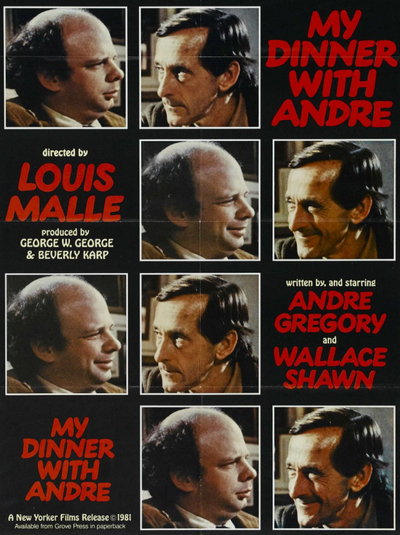 MY
DINNER
WITH
ANDRE
directed by
LOUIS
MALLE
produced by
GEORGE W. GEORGE
& BEVERLY KARP
written by, and starring
ANDRE
GREGORY
and
WALLACE
SHAWN
MY
DINNER
WITH
ANDRE
A New Yorker Films Release © 1981
Available from Grove Press in paperback